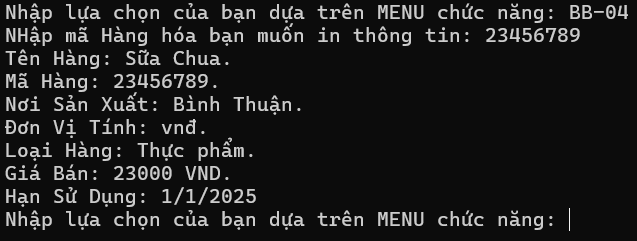 Nhập lựa chọn của bạn dựa trên MENU chức năng: BB-04
NHập mã Hàng hóa bạn muốn in thông tin: 23456789
Tên Hàng: Sữa Chua.
Mã Hàng: 23456789.
Nơi Sản Xuất: Bình Thuận.
Đơn Vị Tính: vnđ.
Loại Hàng: Thực phẩm.
Giá Bán: 23000 VND.
Hạn Sử Dụng: 1/1/2025
Nhập lựa chọn của bạn dựa trên MENU chức năng: